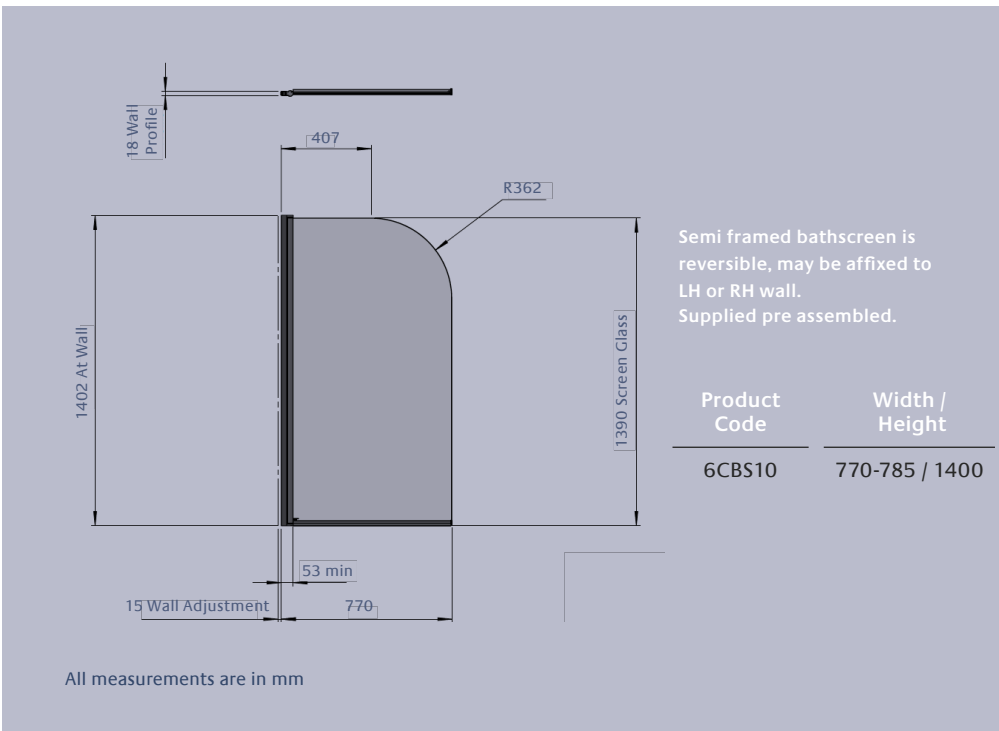 18 Wall
Profile
407
R362
1402 At Wall
1390 Screen Glass
53 min
15 Wall Adjustment
770
All measurements are in mm
Semi framed bathscreen is
reversible, may be affixed to
LH or RH wall.
Supplied pre assembled.
Product
Code
Width /
Height
6CBS10
770-785 / 1400